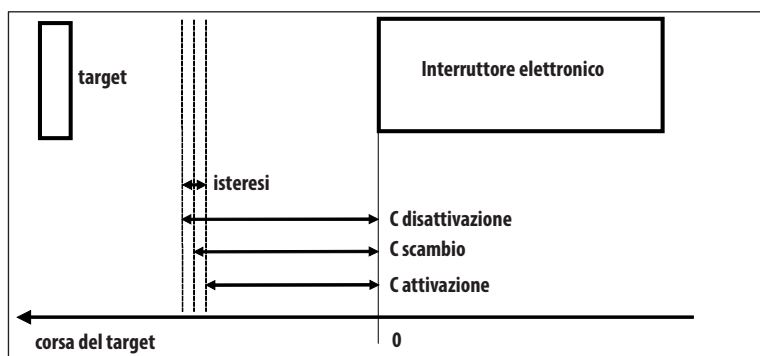 target
Interruttore elettronico
isteresi
C disattivazione
C scambio
C attivazione
corsa del target
0